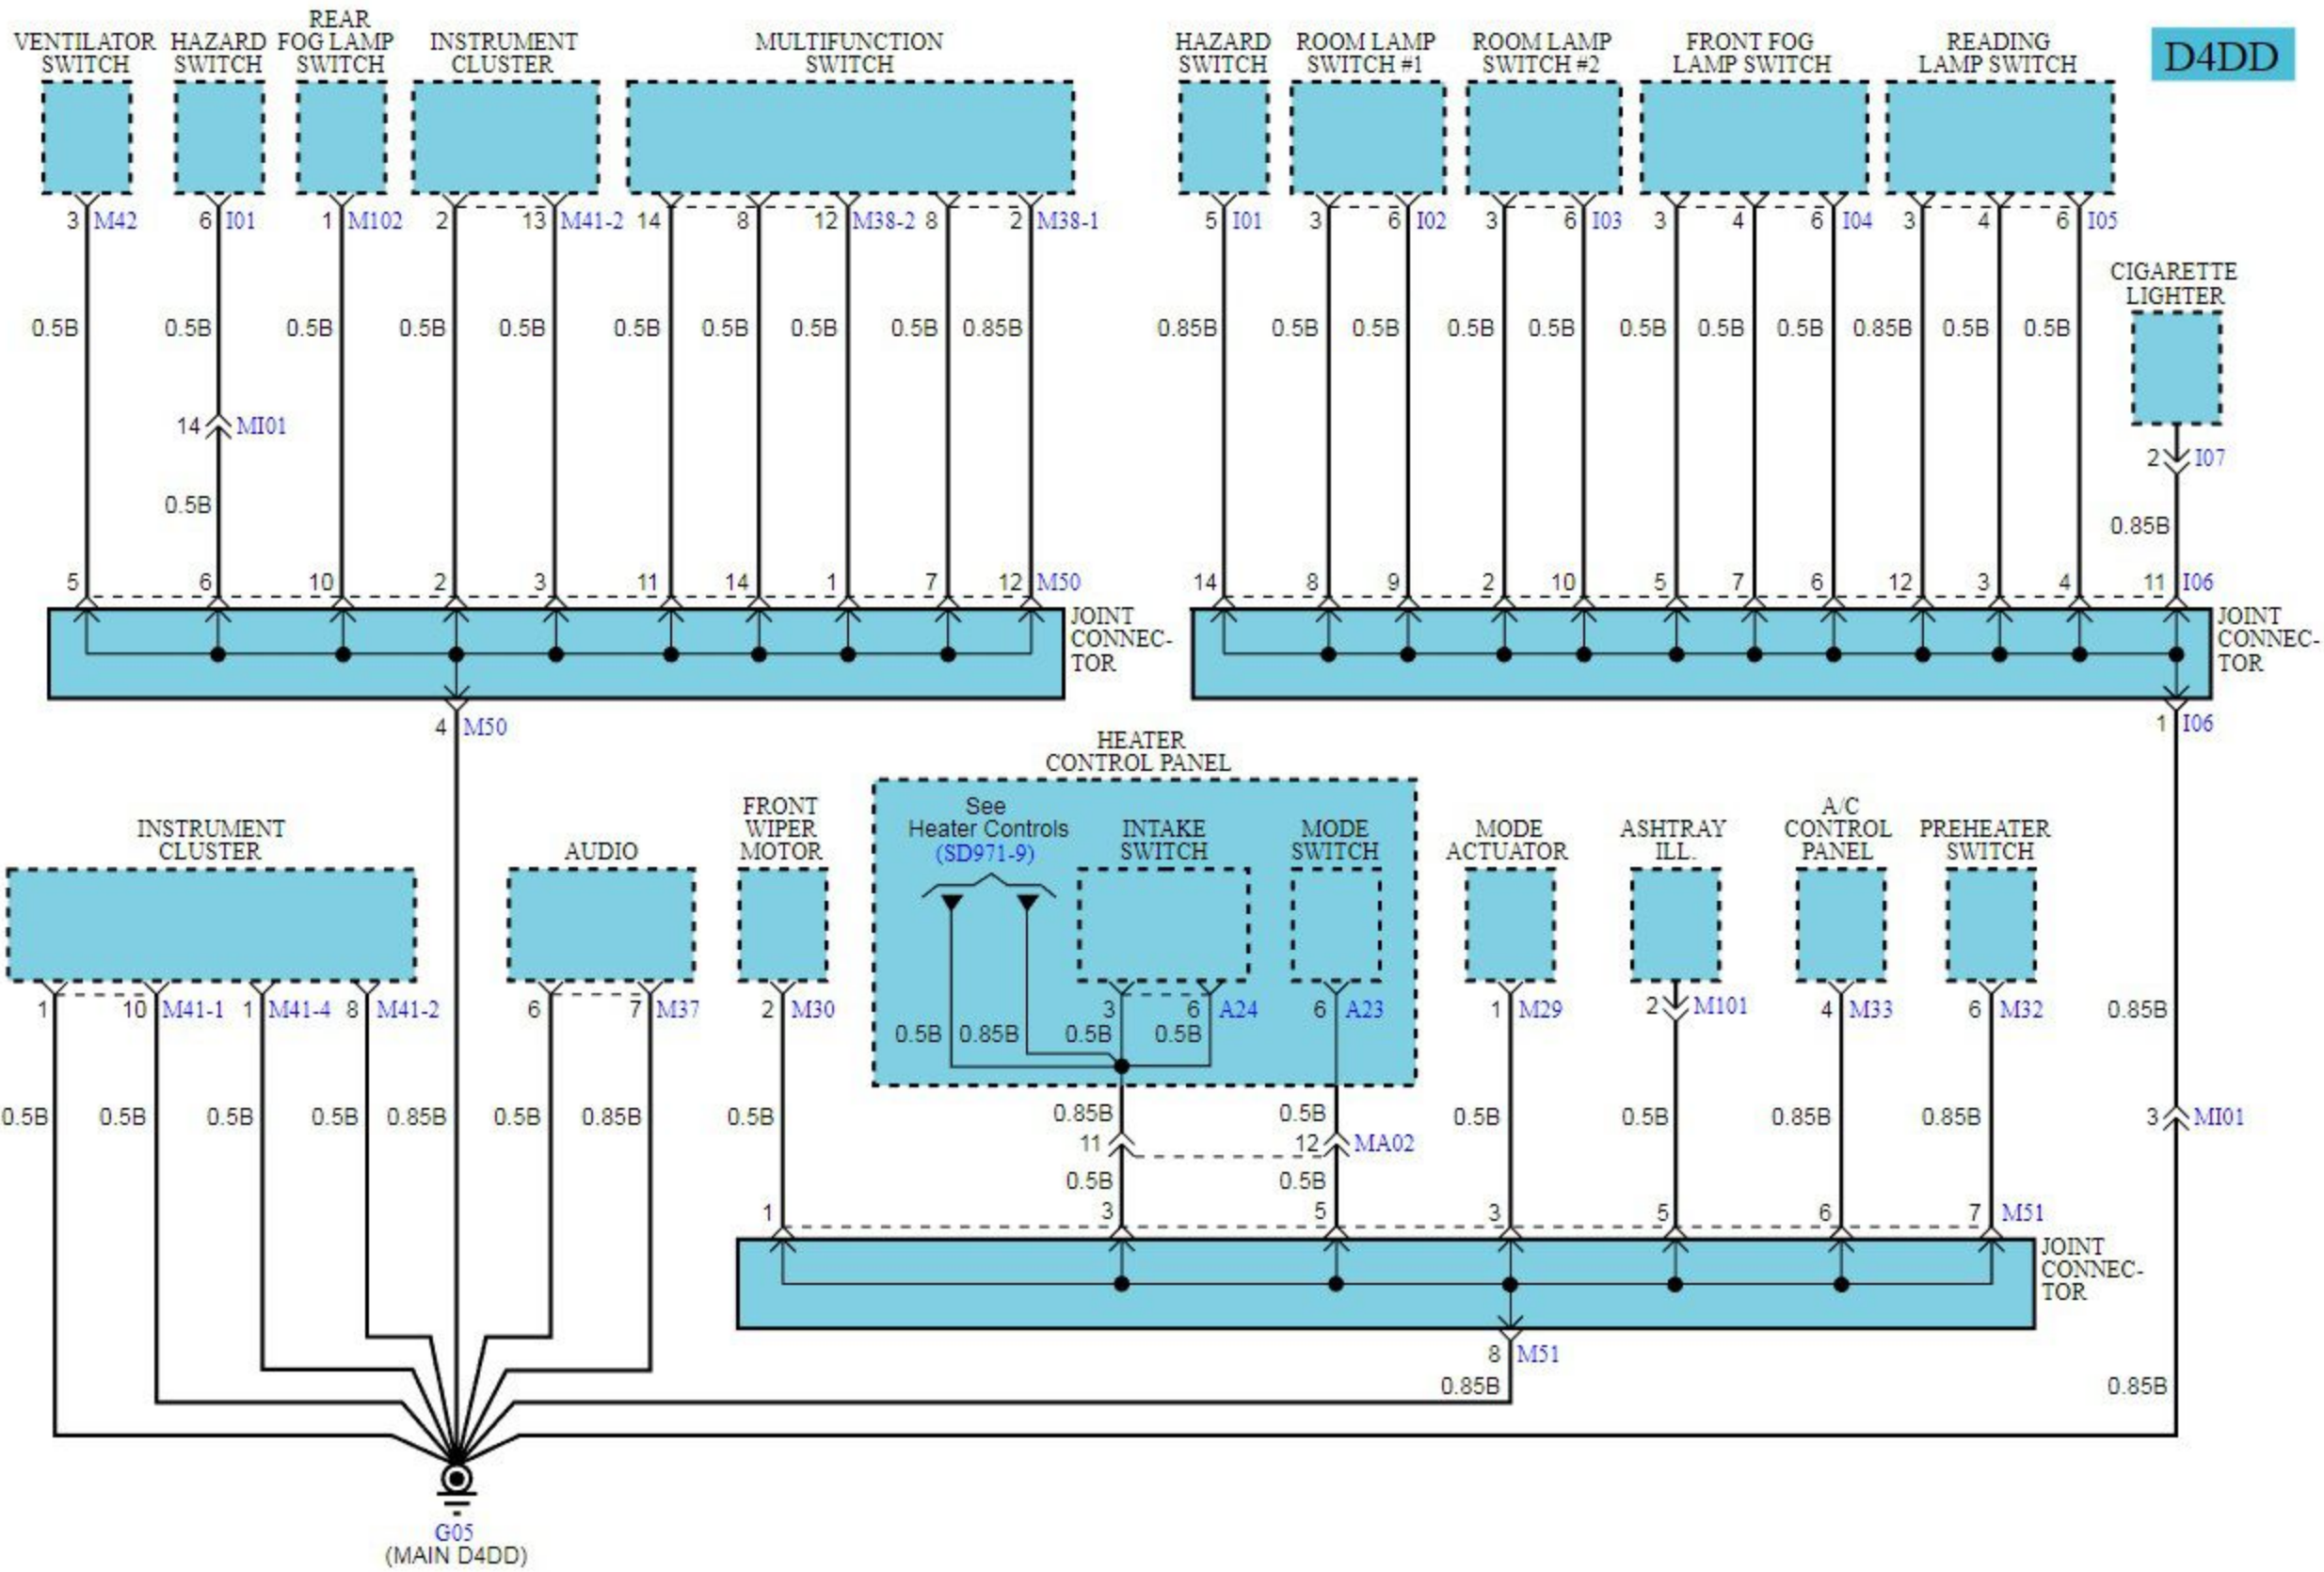 VENTILATOR SWITCH
HAZARD SWITCH
REAR FOG LAMP SWITCH
INSTRUMENT CLUSTER
MULTIFUNCTION SWITCH
HAZARD SWITCH
ROOM LAMP SWITCH #1
ROOM LAMP SWITCH #2
FRONT FOG LAMP SWITCH
READING LAMP SWITCH
D4DD
3 M42
6 I01
1 M102
2
13 M41-2
14
8
12 M38-2
8
2 M38-1
5 I01
3
6 I02
3
6 I03
3
4
6 I04
3
4
6 I05
CIGARETTE LIGHTER
0.5B 0.5B 0.5B 0.5B 0.5B 0.5B 0.5B 0.5B 0.5B 0.85B
0.85B 0.5B 0.5B 0.5B 0.5B 0.5B 0.5B 0.5B 0.85B 0.5B 0.5B
14 MI01
2 I07
0.5B
0.85B
5 6 10 2 3 11 14 1 7 12 M50
14 8 9 2 10 5 7 6 12 3 4 11 I06
JOINT CONNEC-TOR
JOINT CONNEC-TOR
4 M50
1 I06
HEATER CONTROL PANEL
INSTRUMENT CLUSTER
AUDIO
FRONT WIPER MOTOR
See Heater Controls (SD971-9)
INTAKE SWITCH
MODE SWITCH
MODE ACTUATOR
ASHTRAY ILL.
A/C CONTROL PANEL
PREHEATER SWITCH
1
10 M41-1
1 M41-4
8 M41-2
6
7 M37
2 M30
3
6 A24
6 A23
1 M29
2 M101
4 M33
6 M32
0.85B
0.5B 0.85B 0.5B 0.5B
0.5B 0.5B 0.5B 0.5B 0.85B 0.5B 0.85B 0.5B 0.85B 0.5B 0.5B 0.5B 0.85B 0.85B
3 MI01
11
12 MA02
0.5B 0.5B
1 3 5 3 5 6 7 M51
JOINT CONNEC-TOR
8 M51
0.85B
0.85B
G05
(MAIN D4DD)